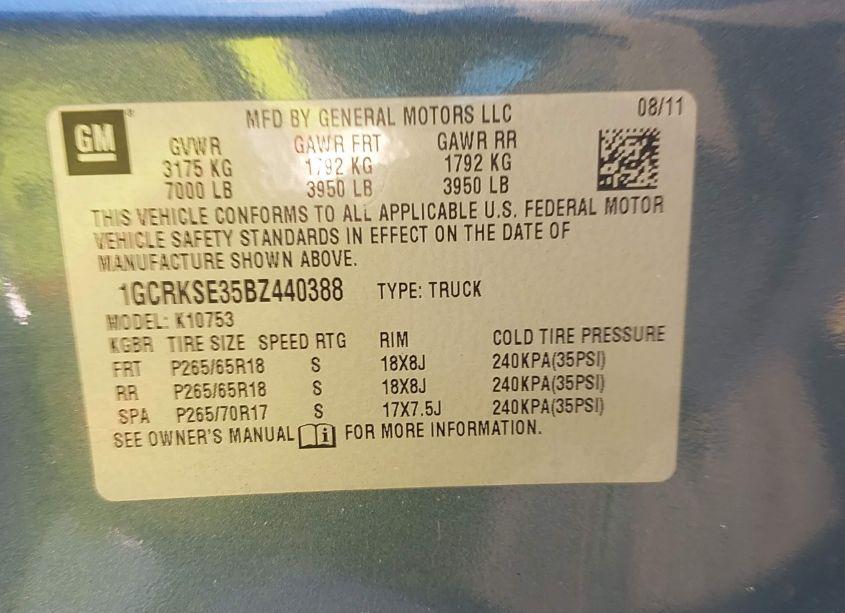 GM
MFD BY GENERAL MOTORS LLC 08/11
GVWR GAWR FRT GAWR RR
3175 KG 1792 KG 1792 KG
7000 LB 3950 LB 3950 LB
THIS VEHICLE CONFORMS TO ALL APPLICABLE U.S. FEDERAL MOTOR
VEHICLE SAFETY STANDARDS IN EFFECT ON THE DATE OF
MANUFACTURE SHOWN ABOVE.
1GCRKSE35BZ440388 TYPE: TRUCK
MODEL: K10753
KGBR TIRE SIZE SPEED RTG RIM COLD TIRE PRESSURE
FRT P265/65R18 S 18X8J 240KPA(35PSI)
RR P265/65R18 S 18X8J 240KPA(35PSI)
SPA P265/70R17 S 17X7.5J 240KPA(35PSI)
SEE OWNER'S MANUAL FOR MORE INFORMATION.